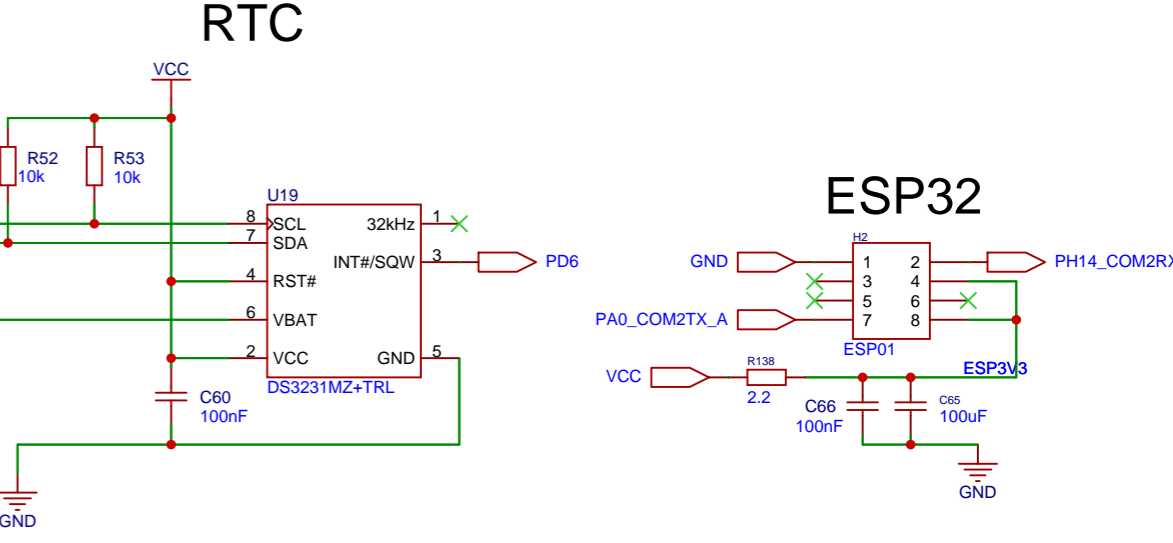 RTC
VCC
R52
10k
R53
10k
U19
8
SCL
7
SDA
4
RST#
6
VBAT
2
VCC
32kHz
1
INT#/SQW
3
PD6
GND
5
DS3231MZ+TRL
C60
100nF
GND
ESP32
H2
GND
1
2
PH14_COM2RX
3
4
5
6
PA0_COM2TX_A
7
8
ESP01
VCC
R138
2.2
ESP3V3
C66
100nF
C65
100uF
GND